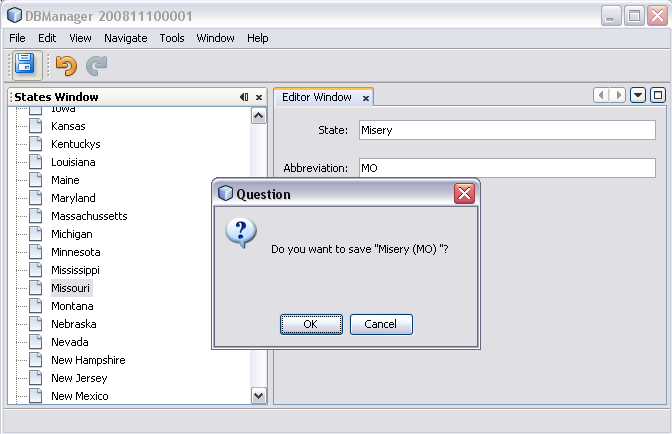 DBManager 200811100001
File Edit View Navigate Tools Window Help
States Window
Editor Window
Iowa
Kansas
Kentuckys
Louisiana
Maine
Maryland
Massachussetts
Michigan
Minnesota
Mississippi
Missouri
Montana
Nebraska
Nevada
New Hampshire
New Jersey
New Mexico
State: Misery
Abbreviation: MO
Question
Do you want to save "Misery (MO) "?
OK Cancel